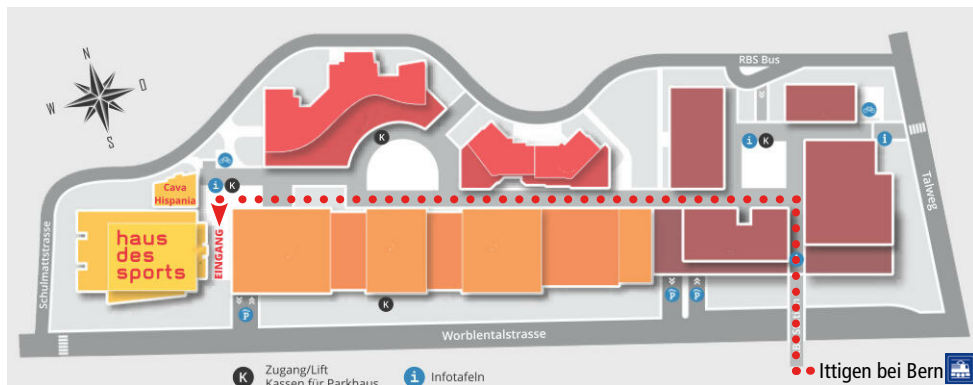 N
O
W
S
RBS Bus
K
i K
i
Talweg
Cava
Hispania
i K
haus
des
sports
EINGANG
Schulmattstrasse
K
P
P P
Worblentalstrasse
K Zugang/Lift
Kassen für Parkhaus
i Infotafeln
Ittigen bei Bern